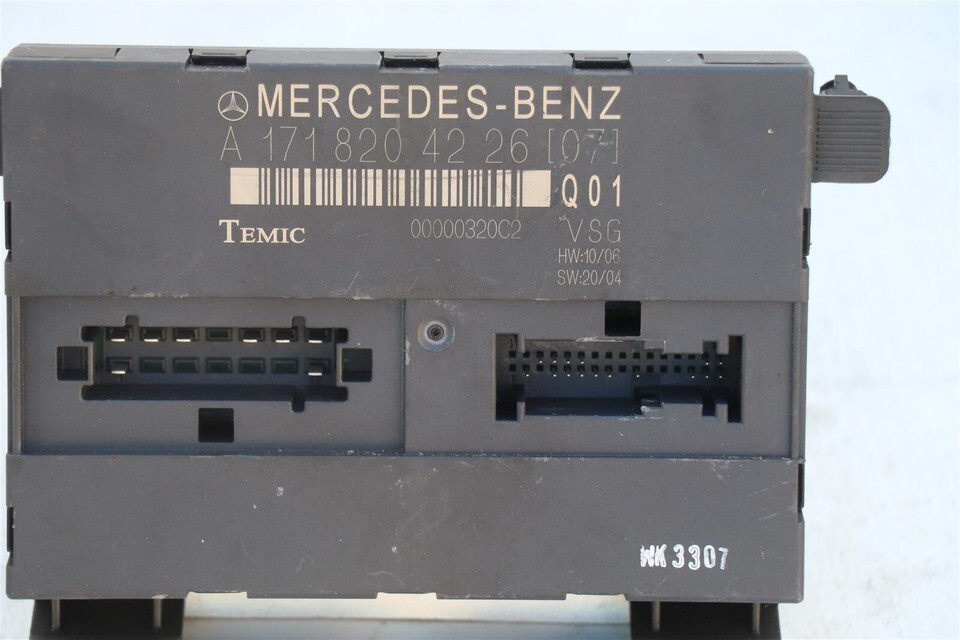 MERCEDES-BENZ
A 171 820 42 26 [07]
Q01
TEMIC 00000320C2 VSG
HW:10/06
SW:20/04
WK 3307